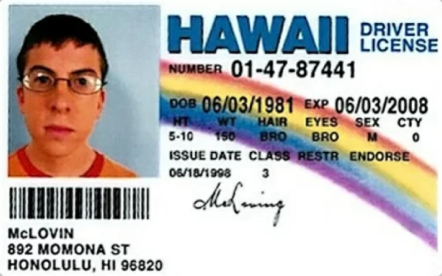 HAWAII DRIVER LICENSE
NUMBER 01-47-87441
DOB 06/03/1981 EXP 06/03/2008
HT WT HAIR EYES SEX CTY
5-10 150 BRO BRO M 0
ISSUE DATE CLASS RESTR ENDORSE
06/18/1998 3
McLOVIN
892 MOMONA ST
HONOLULU, HI 96820